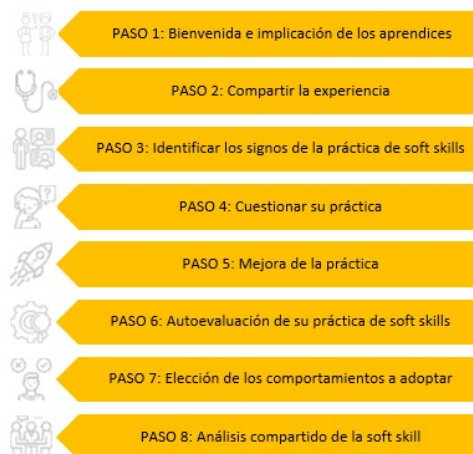 PASO 1: Bienvenida e implicación de los aprendices
PASO 2: Compartir la experiencia
PASO 3: Identificar los signos de la práctica de soft skills
PASO 4: Cuestionar su práctica
PASO 5: Mejora de la práctica
PASO 6: Autoevaluación de su práctica de soft skills
PASO 7: Elección de los comportamientos a adoptar
PASO 8: Análisis compartido de la soft skill